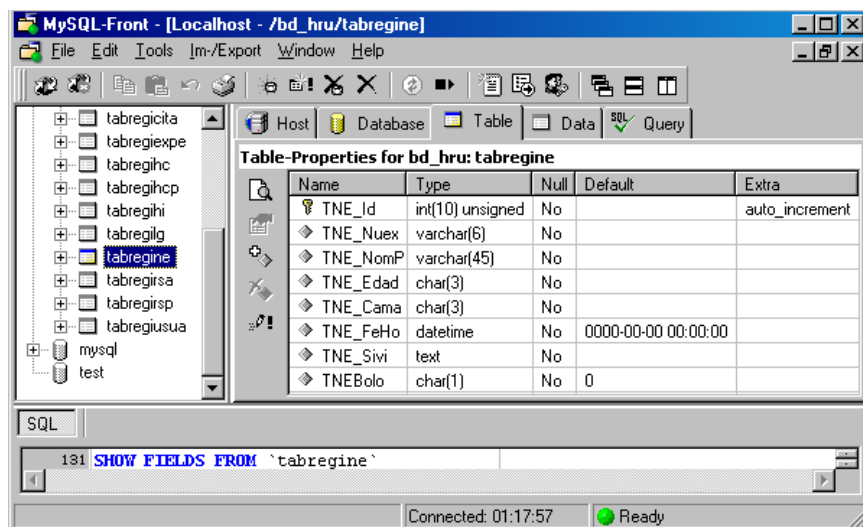 MySQL-Front - [Localhost - /bd_hru/tabregine]
File Edit Tools Im-/Export Window Help
tabregicita
tabregiexpe
tabregihc
tabregihcp
tabregihi
tabregilg
tabregine
tabregirsa
tabregirsp
tabregiusua
mysql
test
Host Database Table Data SQL Query
Table-Properties for bd_hru: tabregine
Name Type Null Default Extra
TNE_Id int(10) unsigned No auto_increment
TNE_Nuex varchar(6) No
TNE_NomP varchar(45) No
TNE_Edad char(3) No
TNE_Cama char(3) No
TNE_FeHo datetime No 0000-00-00 00:00:00
TNE_Sivi text No
TNEBolo char(1) No 0
SQL
131 SHOW FIELDS FROM `tabregine`
Connected: 01:17:57 Ready